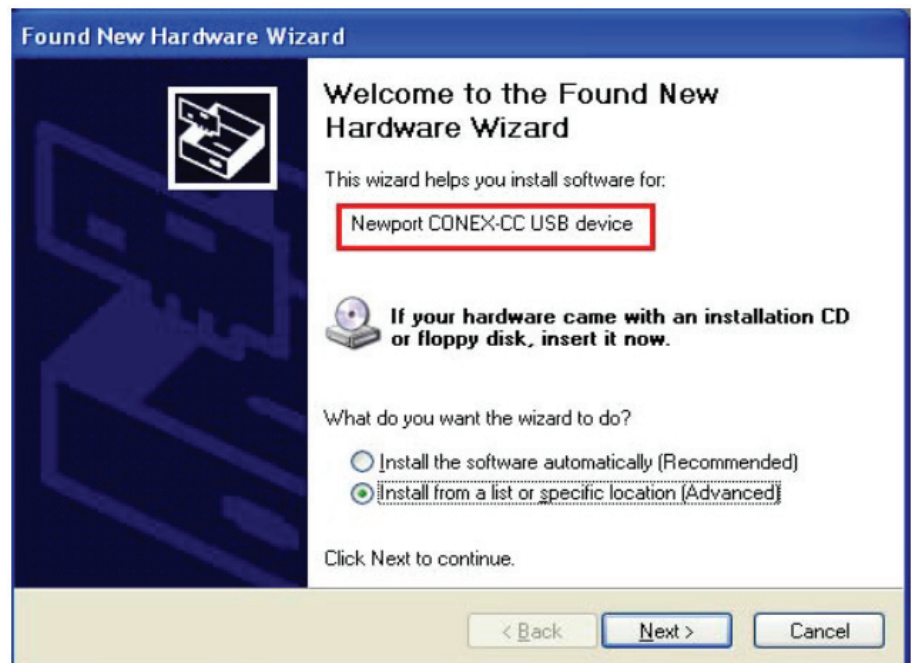 Found New Hardware Wizard
Welcome to the Found New
Hardware Wizard
This wizard helps you install software for:
Newport CONEX-CC USB device
If your hardware came with an installation CD
or floppy disk, insert it now.
What do you want the wizard to do?
Install the software automatically (Recommended)
Install from a list or specific location (Advanced)
Click Next to continue.
< Back Next > Cancel